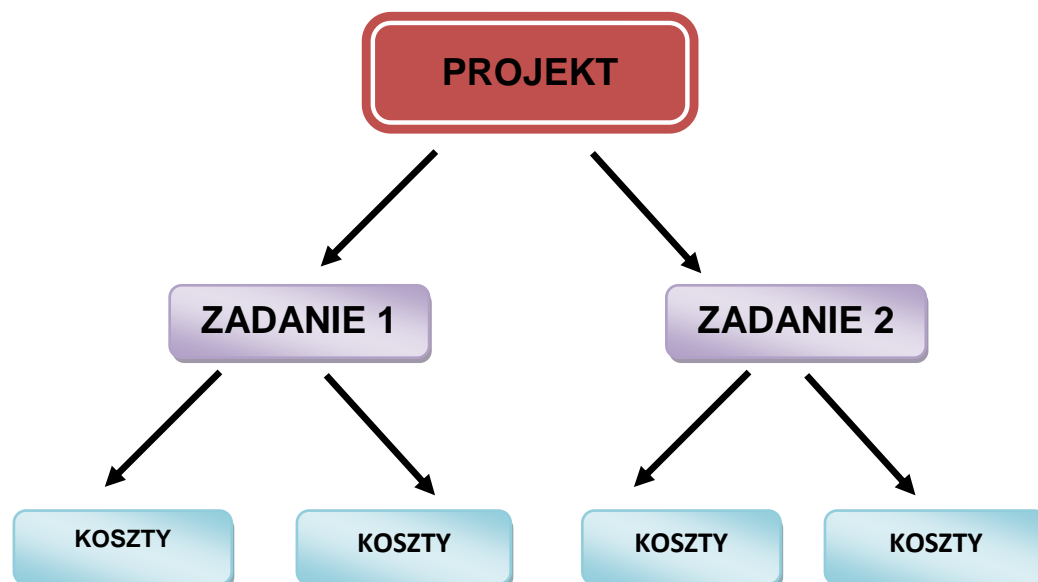 PROJEKT
ZADANIE 1
ZADANIE 2
KOSZTY
KOSZTY
KOSZTY
KOSZTY